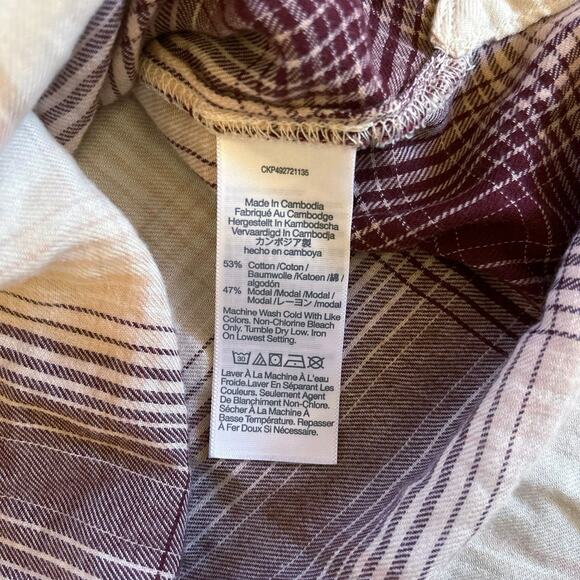 CKP492721135
Made In Cambodia
Fabriqué Au Cambodge
Hergestellt In Kambodscha
Vervaardigd In Cambodja
カンボジア製
hecho en camboya
53% Cotton /Coton /
Baumwolle /Katoen /綿 /
algodón
47% Modal /Modal /Modal /
Modal /レーヨン /modal
Machine Wash Cold With Like
Colors. Non-Chlorine Bleach
Only. Tumble Dry Low. Iron
On Lowest Setting.
30
Laver À La Machine À L'eau
Froide.Laver En Séparant Les
Couleurs. Seulement Agent
De Blanchiment Non-Chlore.
Sécher À La Machine À
Basse Température. Repasser
À Fer Doux Si Nécessaire.